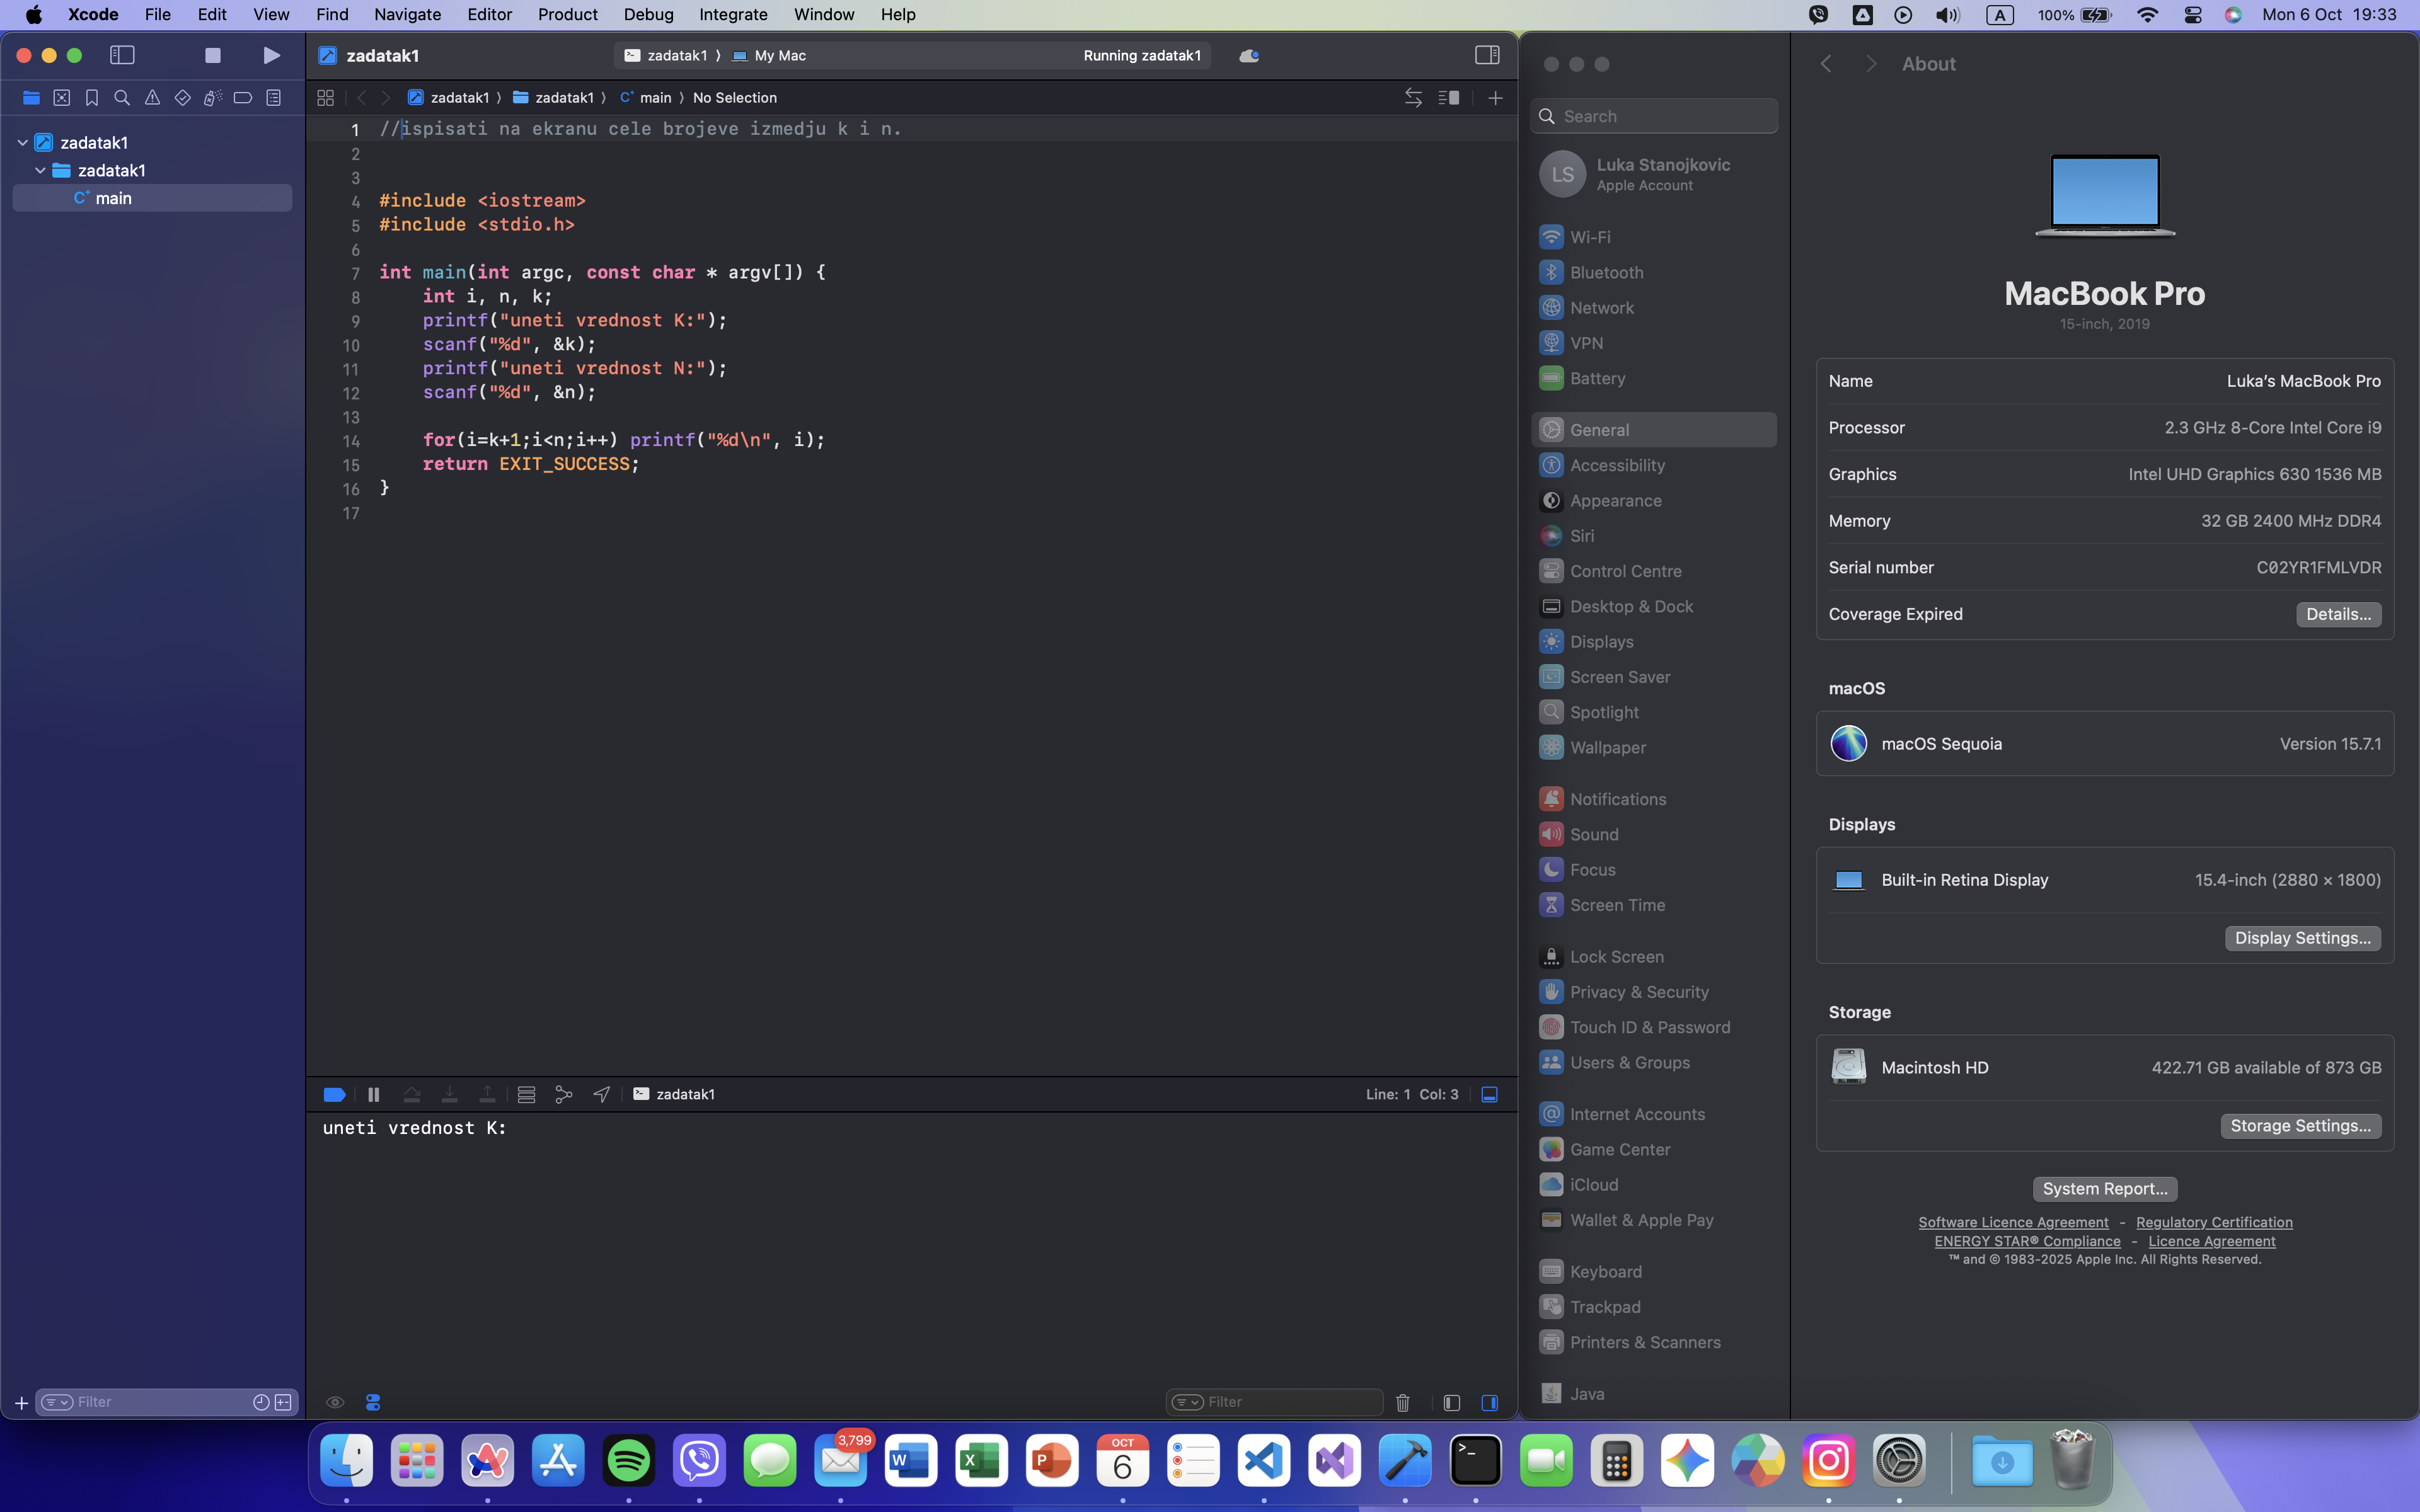 Xcode File Edit View Find Navigate Editor Product Debug Integrate Window Help
A 100% Mon 6 Oct 19:33
zadatak1
zadatak1
main
Filter
zadatak1
zadatak1 ⟩ My Mac
Running zadatak1
zadatak1 ⟩ zadatak1 ⟩ main ⟩ No Selection
1 //ispisati na ekranu cele brojeve izmedju k i n.
2
3
4 #include <iostream>
5 #include <stdio.h>
6
7 int main(int argc, const char * argv[]) {
8 int i, n, k;
9 printf("uneti vrednost K:");
10 scanf("%d", &k);
11 printf("uneti vrednost N:");
12 scanf("%d", &n);
13
14 for(i=k+1;i<n;i++) printf("%d\n", i);
15 return EXIT_SUCCESS;
16 }
17
zadatak1
Line: 1 Col: 3
uneti vrednost K:
Filter
Search
LS
Luka Stanojkovic
Apple Account
Wi-Fi
Bluetooth
Network
VPN
Battery
General
Accessibility
Appearance
Siri
Control Centre
Desktop & Dock
Displays
Screen Saver
Spotlight
Wallpaper
Notifications
Sound
Focus
Screen Time
Lock Screen
Privacy & Security
Touch ID & Password
Users & Groups
Internet Accounts
Game Center
iCloud
Wallet & Apple Pay
Keyboard
Trackpad
Printers & Scanners
Java
About
MacBook Pro
15-inch, 2019
Name Luka’s MacBook Pro
Processor 2.3 GHz 8-Core Intel Core i9
Graphics Intel UHD Graphics 630 1536 MB
Memory 32 GB 2400 MHz DDR4
Serial number C02YR1FMLVDR
Coverage Expired Details...
macOS
macOS Sequoia Version 15.7.1
Displays
Built-in Retina Display 15.4-inch (2880 × 1800)
Display Settings...
Storage
Macintosh HD 422.71 GB available of 873 GB
Storage Settings...
System Report...
Software Licence Agreement - Regulatory Certification
ENERGY STAR® Compliance - Licence Agreement
™ and © 1983-2025 Apple Inc. All Rights Reserved.
3,799
W
X
P
OCT
6